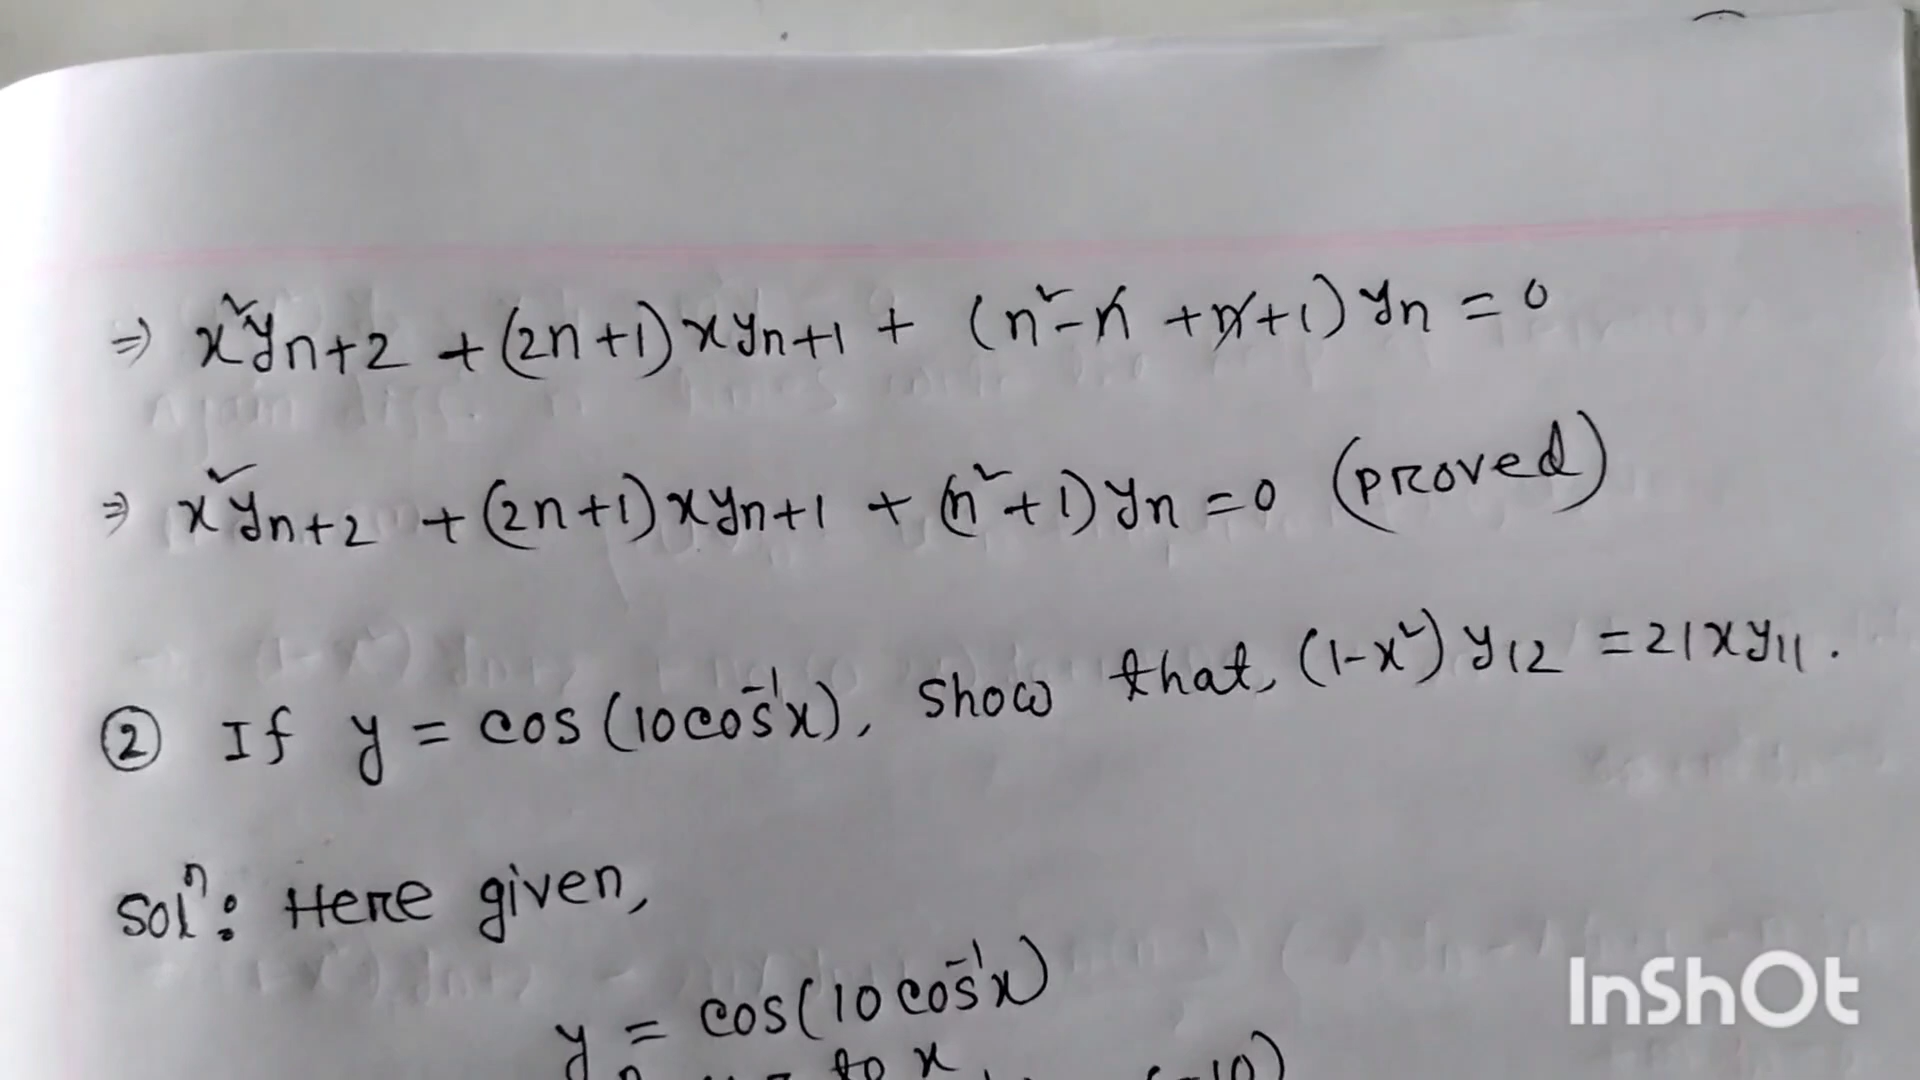 ⇒ x²yn+2 + (2n+1)xyn+1 + (n²-n+n+1)yn = 0
⇒ x²yn+2 + (2n+1)xyn+1 + (n²+1)yn = 0 (proved)
② If y = cos(10cos⁻¹x), show that, (1-x²)y12 = 21xy11.
Solⁿ: Here given,
y = cos(10cos⁻¹x)
to x
InShOt